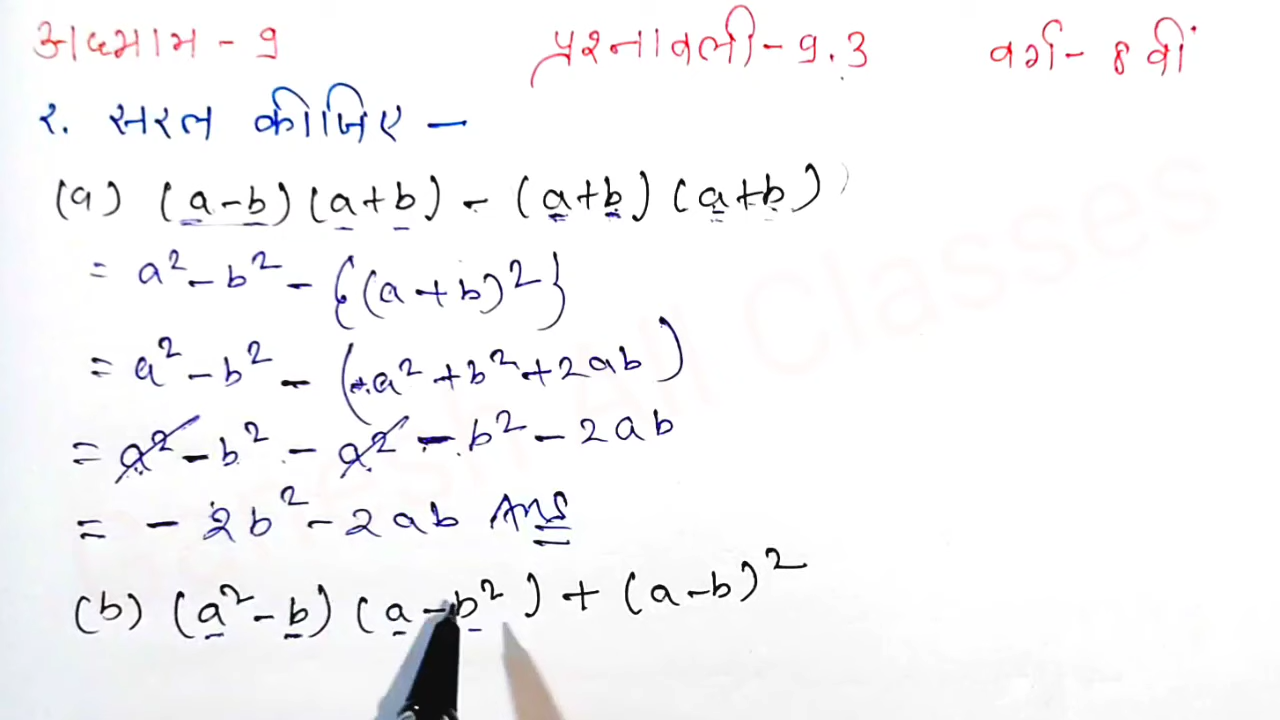 अध्याय - 9 प्रश्नावली - 9.3 वर्ग - 8 वीं
2. सरल कीजिए -
(a) (a-b)(a+b) - (a+b)(a+b)
= a² - b² - {(a+b)²}
= a² - b² - (+a² + b² + 2ab)
= a² - b² - a² - b² - 2ab
= - 2b² - 2ab Ans
(b) (a² - b) (a - b²) + (a - b)²